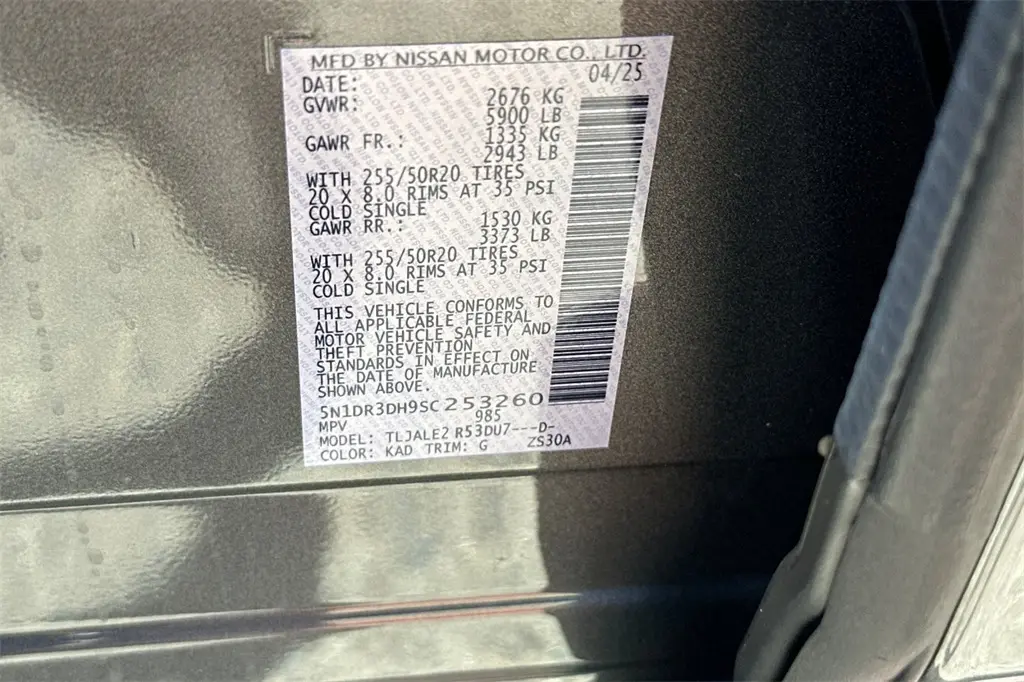 MFD BY NISSAN MOTOR CO., LTD.
DATE: 04/25
GVWR: 2676 KG
5900 LB
GAWR FR.: 1335 KG
2943 LB
WITH 255/50R20 TIRES
20 X 8.0 RIMS AT 35 PSI
COLD SINGLE
GAWR RR.: 1530 KG
3373 LB
WITH 255/50R20 TIRES
20 X 8.0 RIMS AT 35 PSI
COLD SINGLE
THIS VEHICLE CONFORMS TO
ALL APPLICABLE FEDERAL
MOTOR VEHICLE SAFETY AND
THEFT PREVENTION
STANDARDS IN EFFECT ON
THE DATE OF MANUFACTURE
SHOWN ABOVE.
5N1DR3DH9SC253260
MPV 985
MODEL: TLJALE2 R53DU7---D-
COLOR: KAD TRIM: G ZS30A